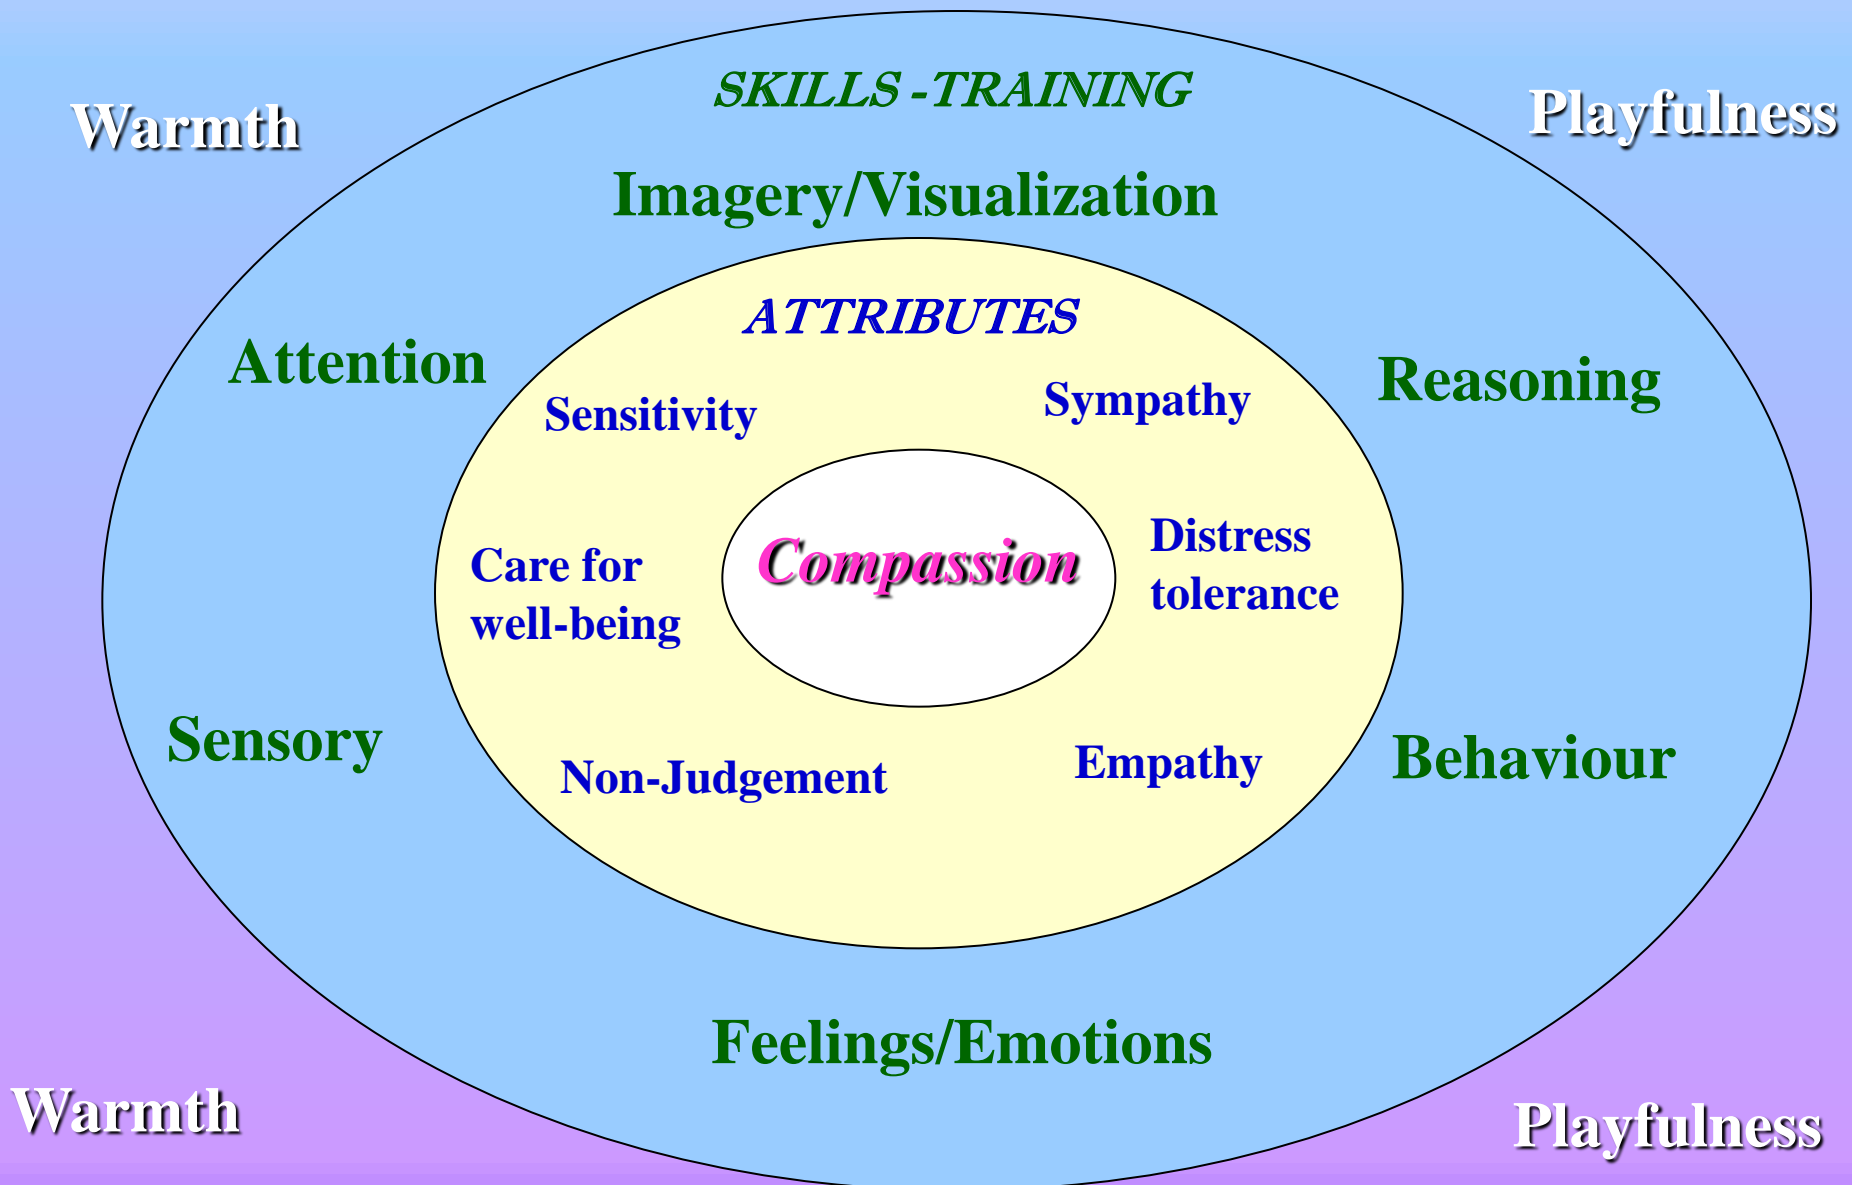 SKILLS -TRAINING
Warmth
Playfulness
Imagery/Visualization
ATTRIBUTES
Attention
Reasoning
Sensitivity
Sympathy
Compassion
Care for
well-being
Distress
tolerance
Sensory
Behaviour
Non-Judgement
Empathy
Feelings/Emotions
Warmth
Playfulness